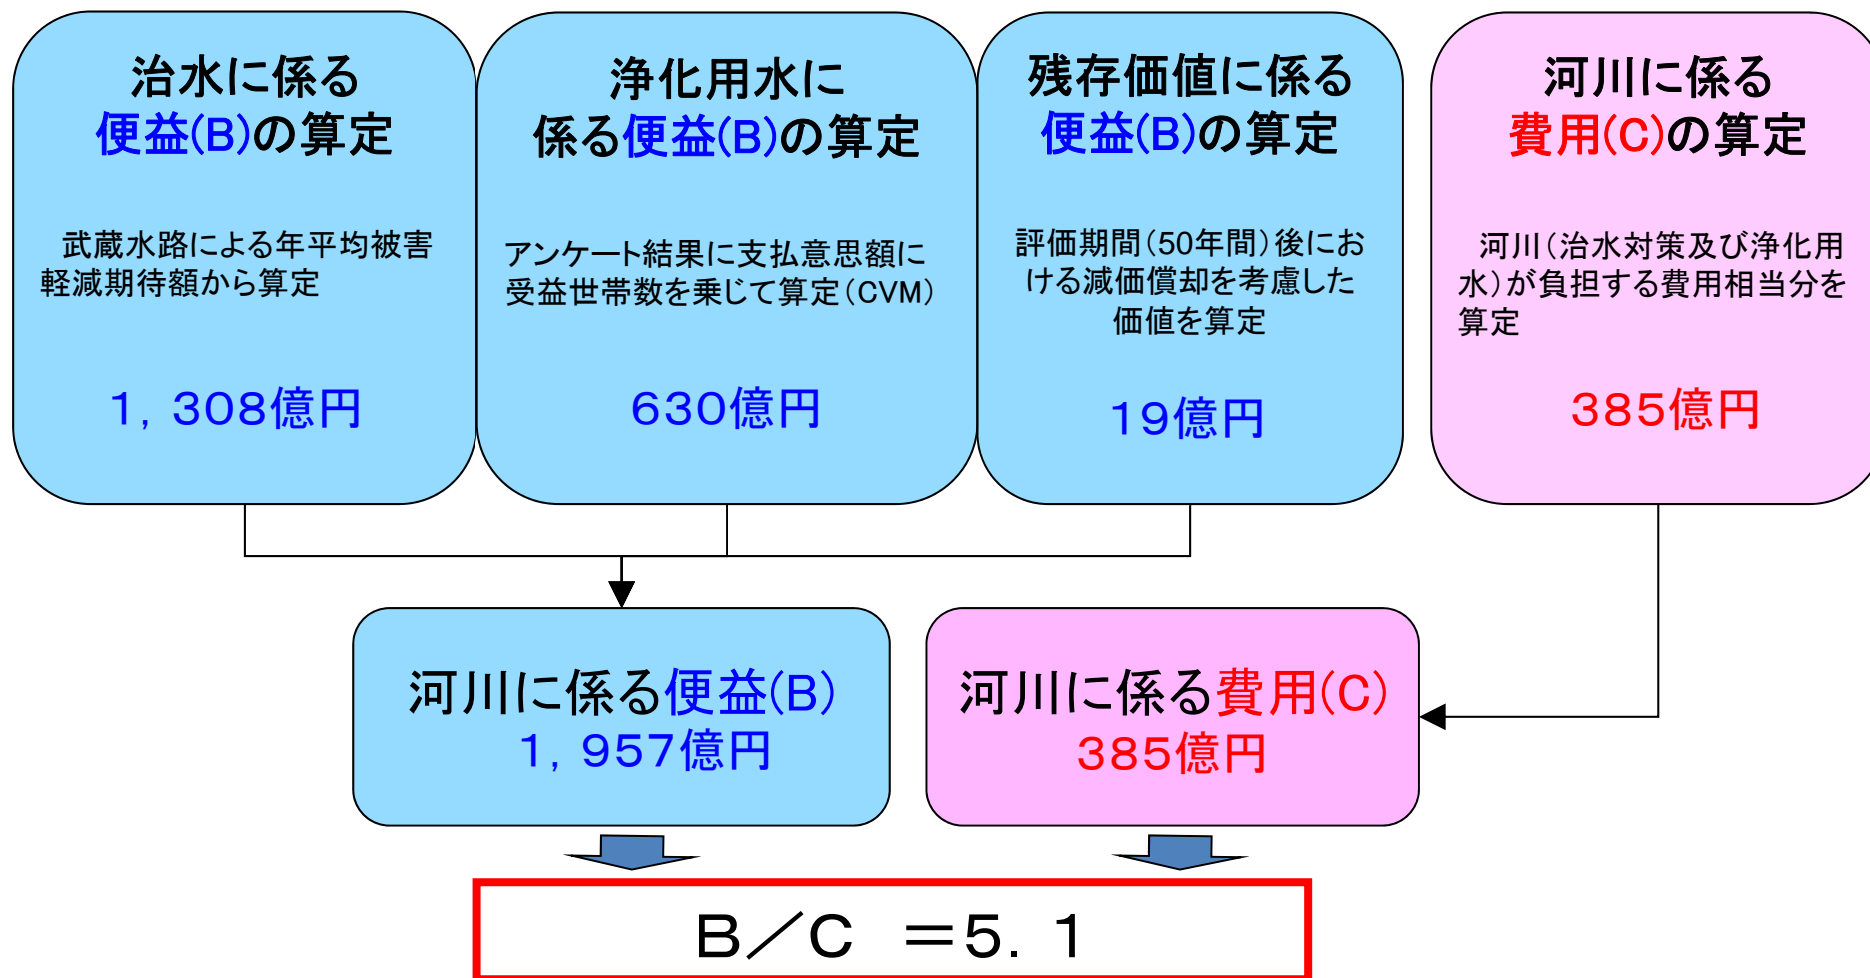 治水に係る
便益(B)の算定
武蔵水路による年平均被害
軽減期待額から算定
1，308億円
浄化用水に
係る便益(B)の算定
アンケート結果に支払意思額に
受益世帯数を乗じて算定（CVM）
630億円
残存価値に係る
便益(B)の算定
評価期間（50年間）後にお
ける減価償却を考慮した
価値を算定
19億円
河川に係る
費用(C)の算定
河川（治水対策及び浄化用
水）が負担する費用相当分を
算定
385億円
河川に係る便益(B)
1，957億円
河川に係る費用(C)
385億円
B／C　＝5．1